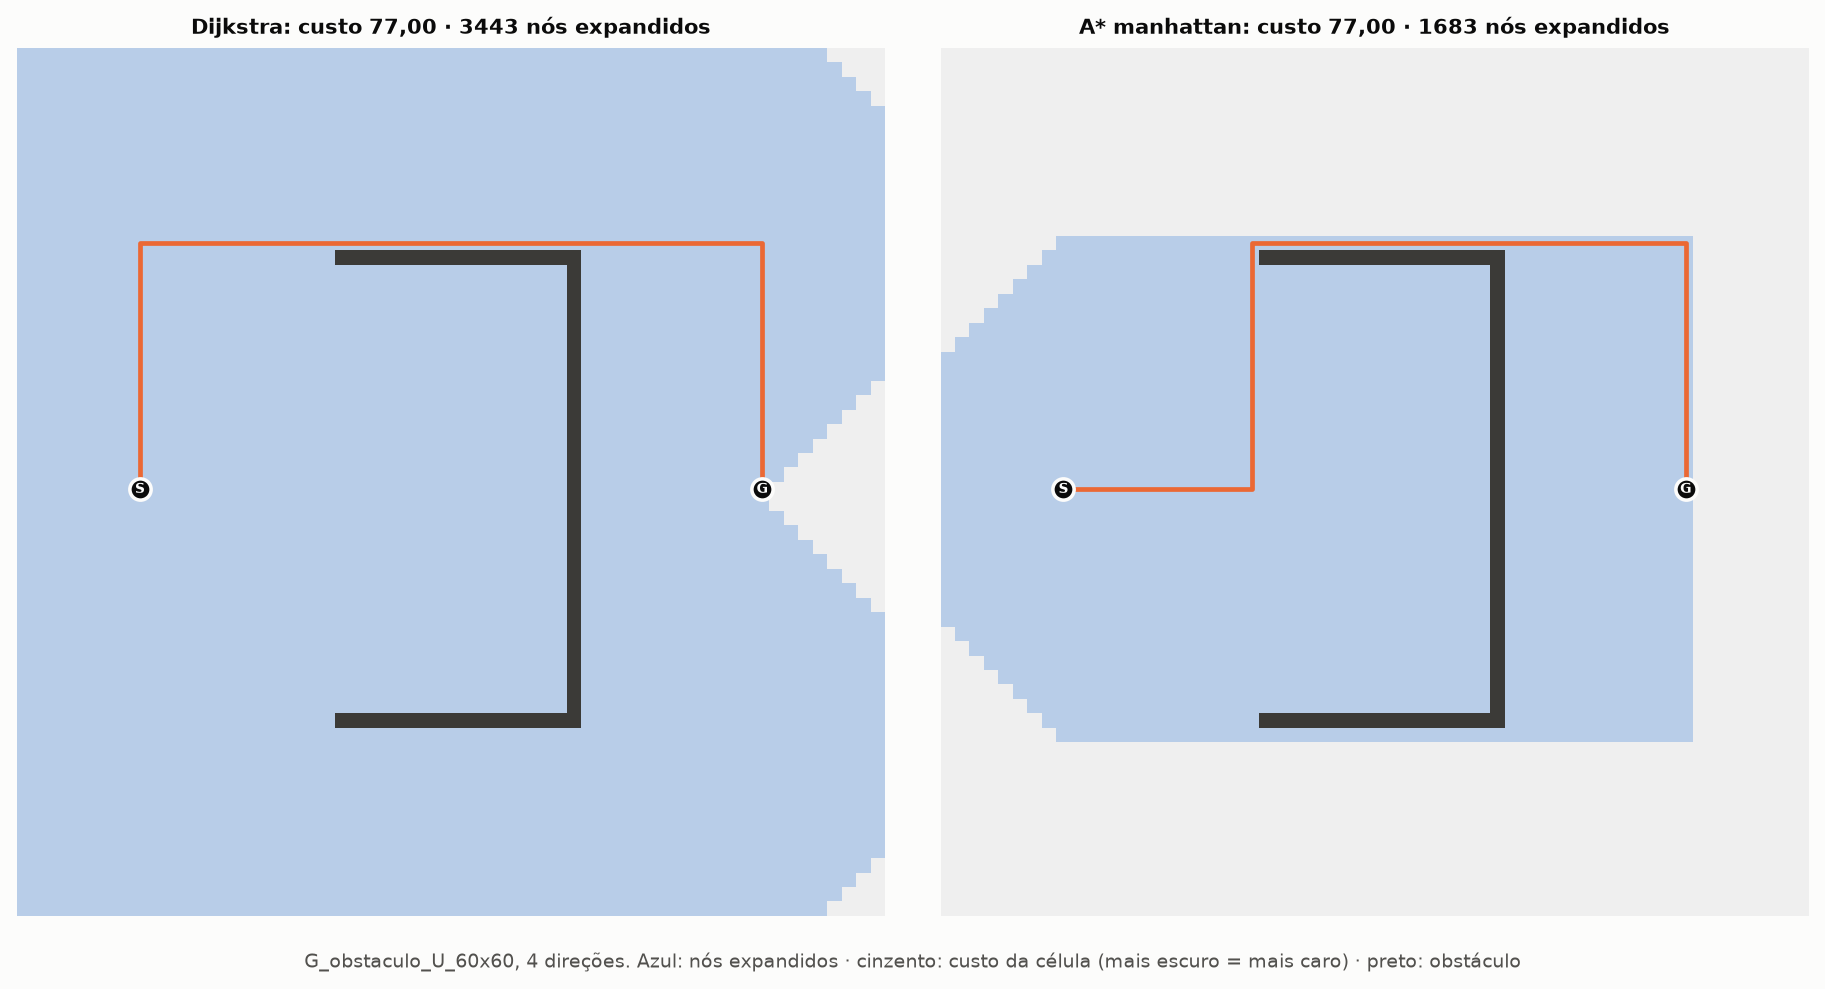 Dijkstra: custo 77,00 · 3443 nós expandidos
A* manhattan: custo 77,00 · 1683 nós expandidos
S
G
S
G
G_obstaculo_U_60x60, 4 direções. Azul: nós expandidos · cinzento: custo da célula (mais escuro = mais caro) · preto: obstáculo